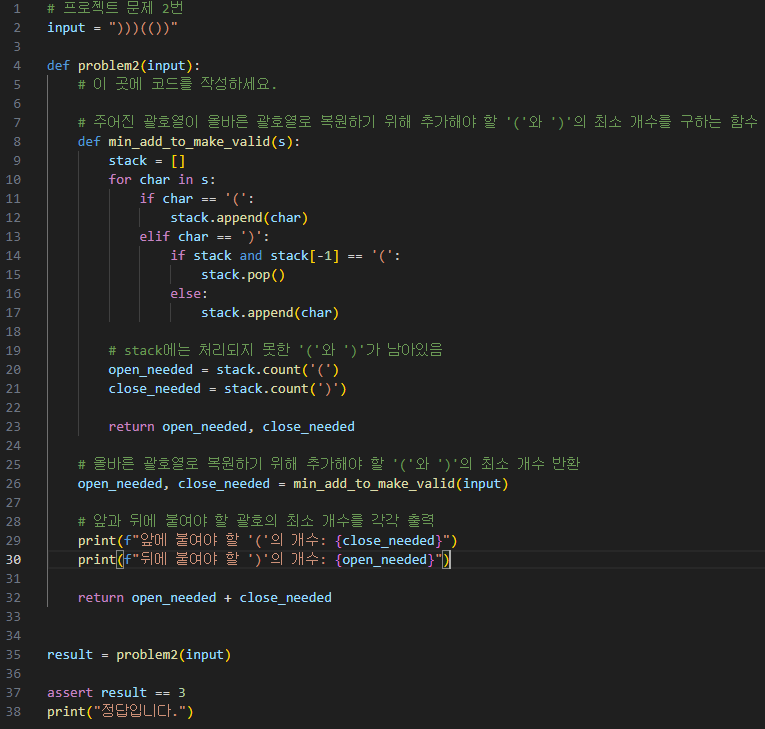 1 # 프로젝트 문제 2번
2 input = ")))(())"
3
4 def problem2(input):
5     # 이 곳에 코드를 작성하세요.
6
7     # 주어진 괄호열이 올바른 괄호열로 복원하기 위해 추가해야 할 '('와 ')'의 최소 개수를 구하는 함수
8     def min_add_to_make_valid(s):
9         stack = []
10         for char in s:
11             if char == '(':
12                 stack.append(char)
13             elif char == ')':
14                 if stack and stack[-1] == '(':
15                     stack.pop()
16                 else:
17                     stack.append(char)
18
19         # stack에는 처리되지 못한 '('와 ')'가 남아있음
20         open_needed = stack.count('(')
21         close_needed = stack.count(')')
22
23         return open_needed, close_needed
24
25     # 올바른 괄호열로 복원하기 위해 추가해야 할 '('와 ')'의 최소 개수 반환
26     open_needed, close_needed = min_add_to_make_valid(input)
27
28     # 앞과 뒤에 붙여야 할 괄호의 최소 개수를 각각 출력
29     print(f"앞에 붙여야 할 '('의 개수: {close_needed}")
30     print(f"뒤에 붙여야 할 ')'의 개수: {open_needed}")
31
32     return open_needed + close_needed
33
34
35 result = problem2(input)
36
37 assert result == 3
38 print("정답입니다.")